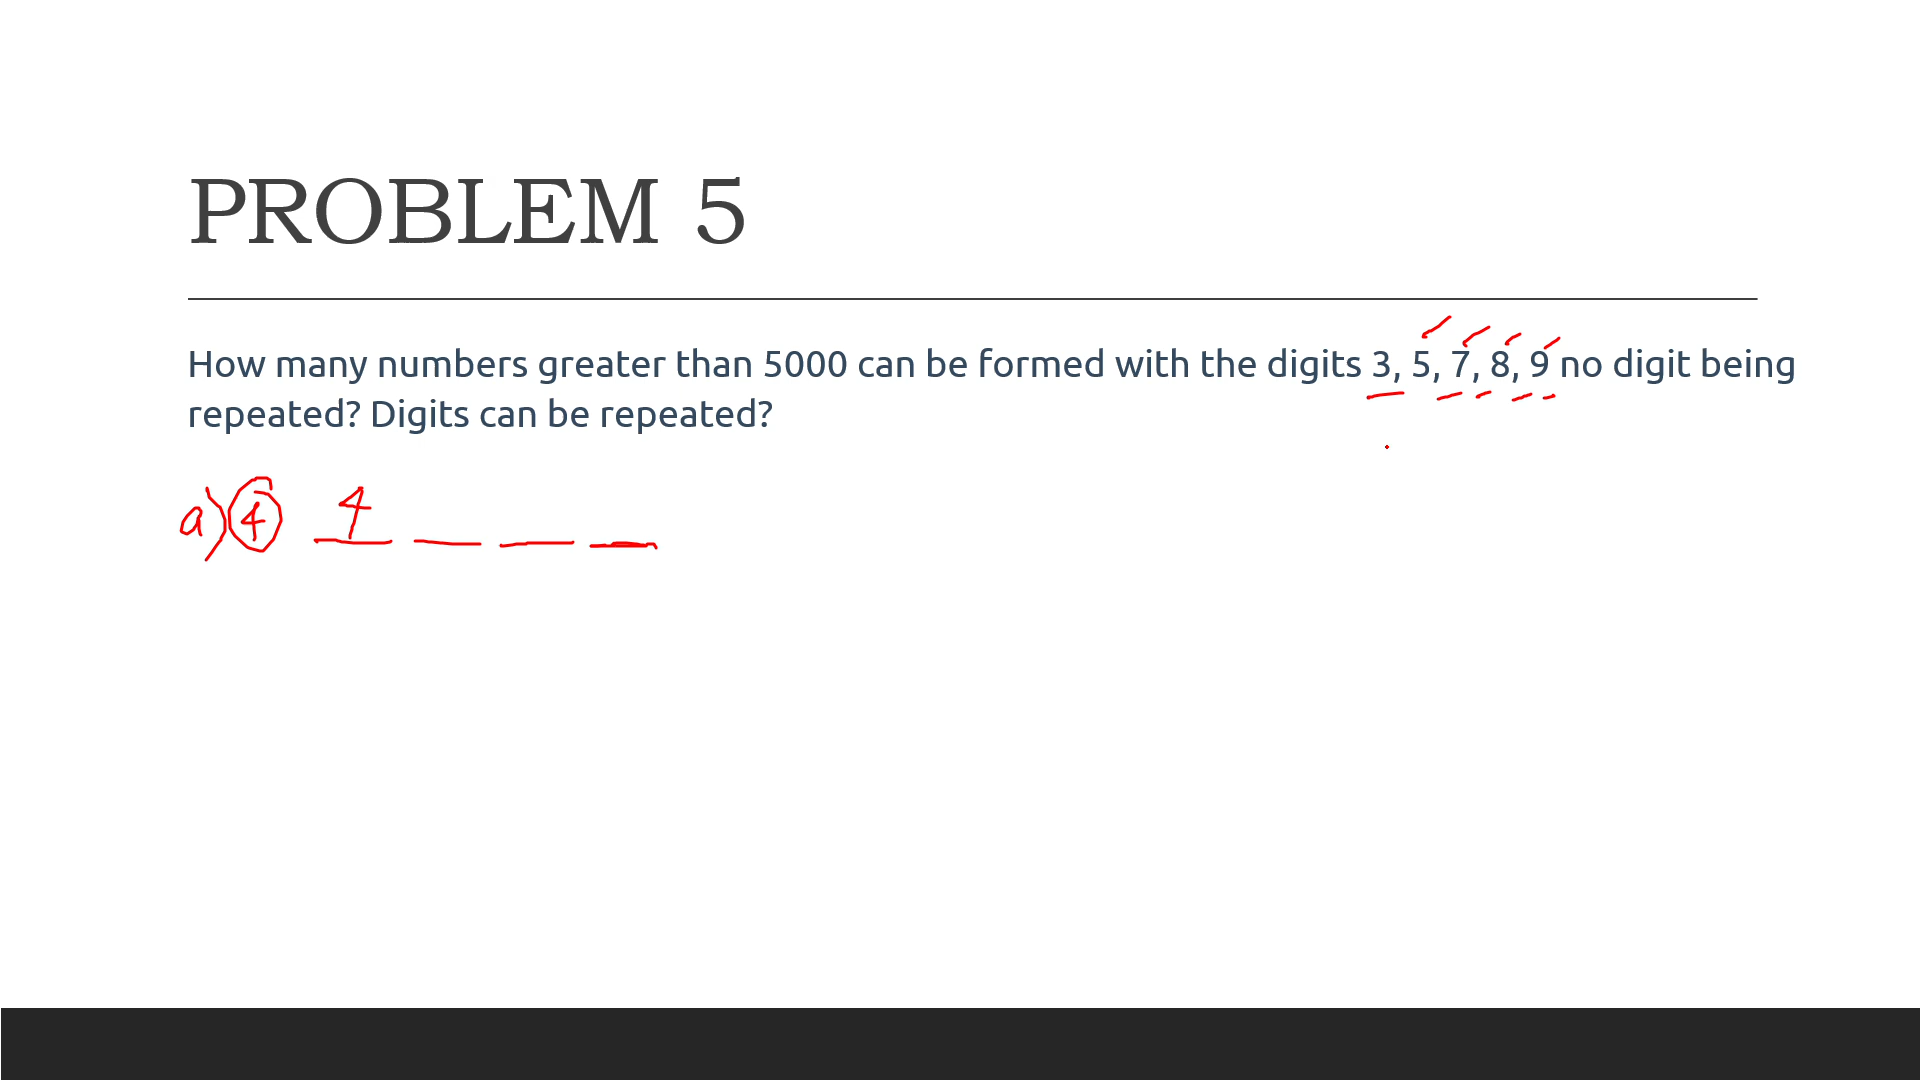 PROBLEM 5
How many numbers greater than 5000 can be formed with the digits 3, 5, 7, 8, 9 no digit being
repeated? Digits can be repeated?
a) 4 4